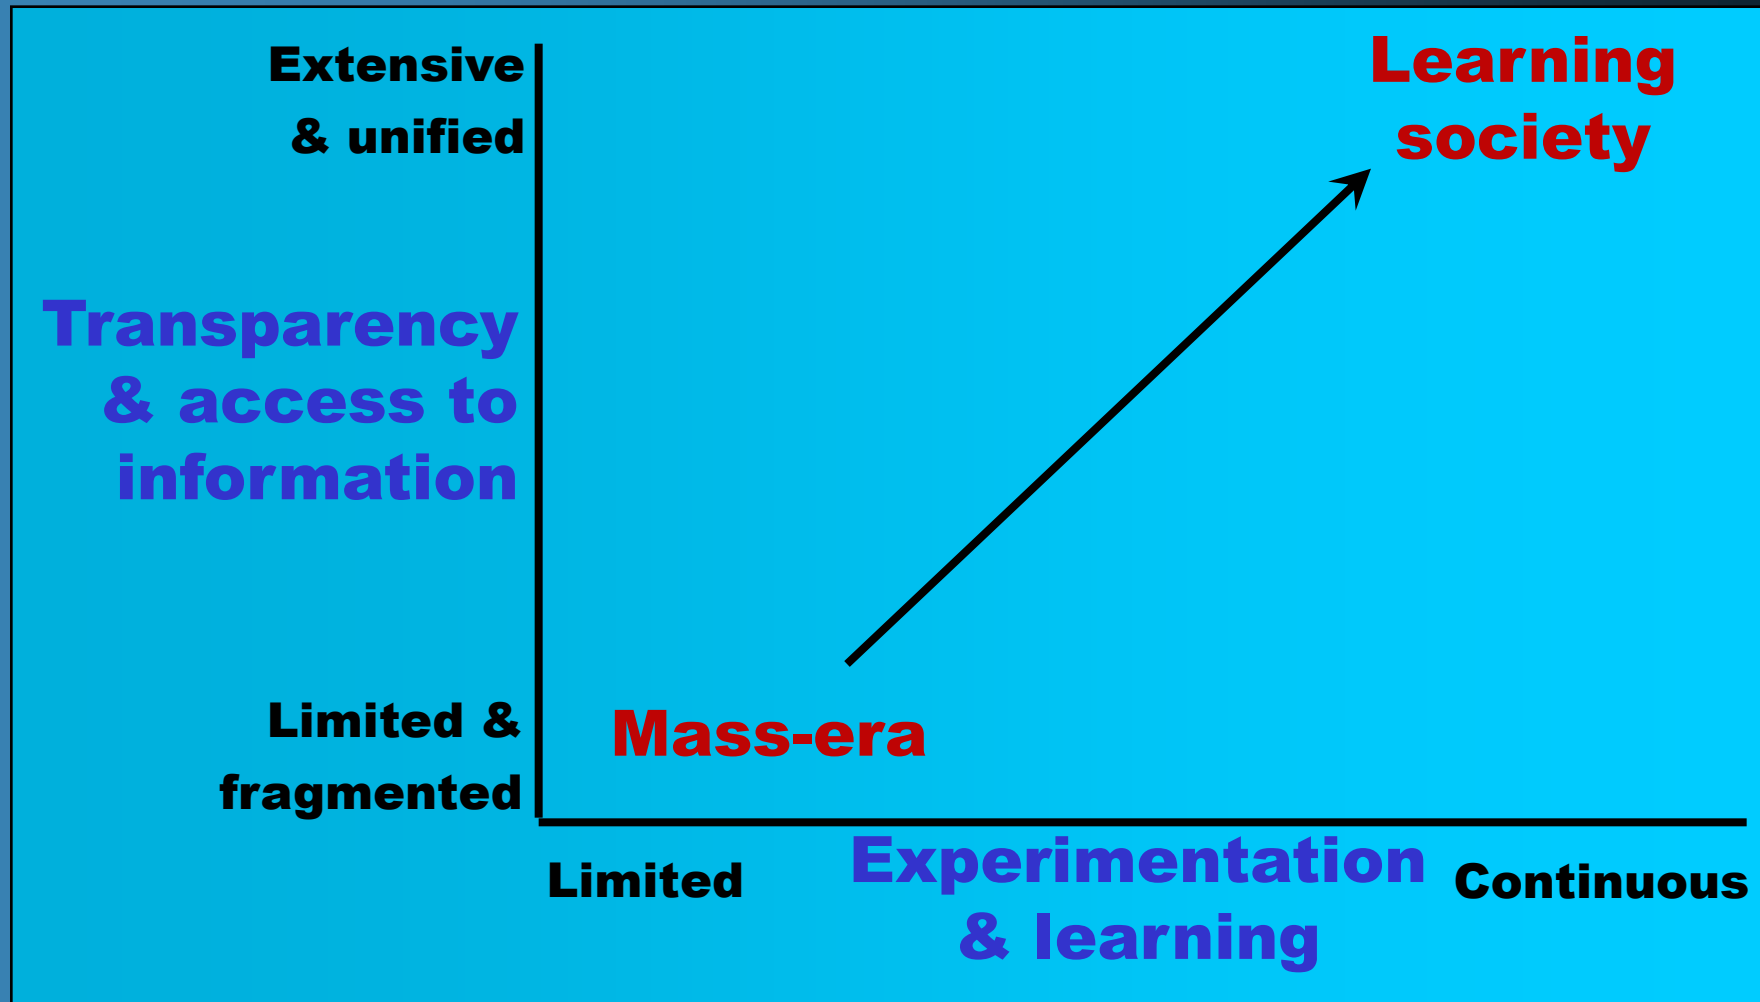 Extensive
& unified
Learning
society
Transparency
& access to
information
Limited &
fragmented
Mass-era
Limited
Experimentation
& learning
Continuous